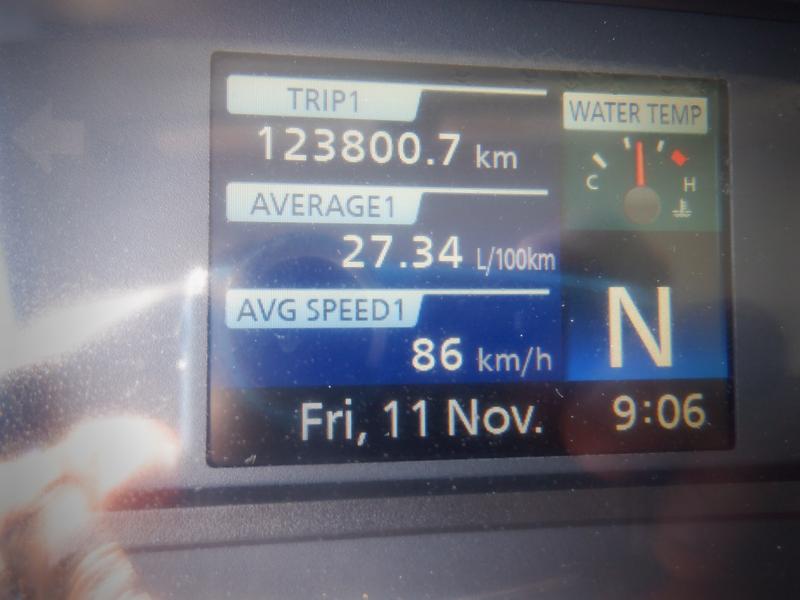 TRIP1
123800.7 km
AVERAGE1
27.34 L/100km
AVG SPEED1
86 km/h
WATER TEMP
C H
N
Fri, 11 Nov. 9:06